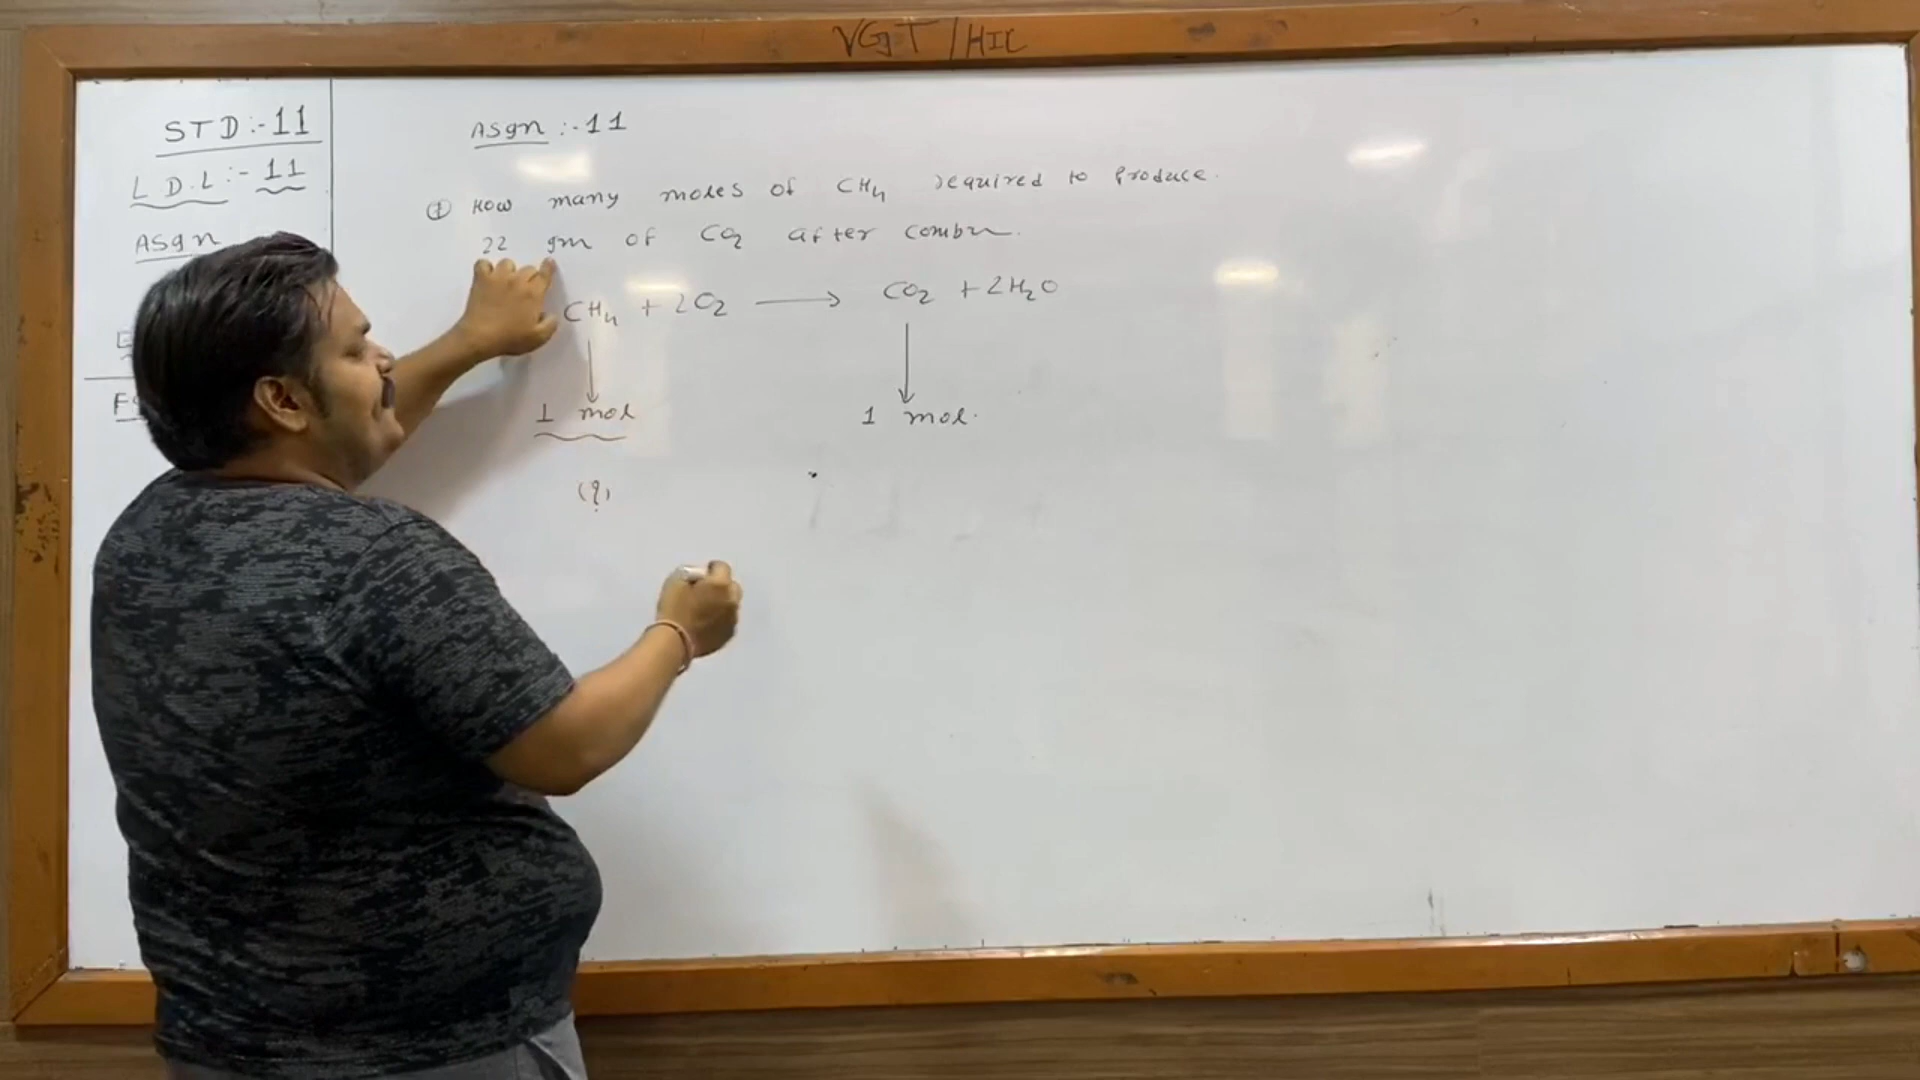 VGT/HIL
STD:-11
L D.L:- 11
ASgn
Asgn :-11
① How many moles of CH4 required to produce.
22 gm of CO2 after combn.
CH4 + 2O2 ⟶ CO2 + 2H2O
1 mol 1 mol.
(?)